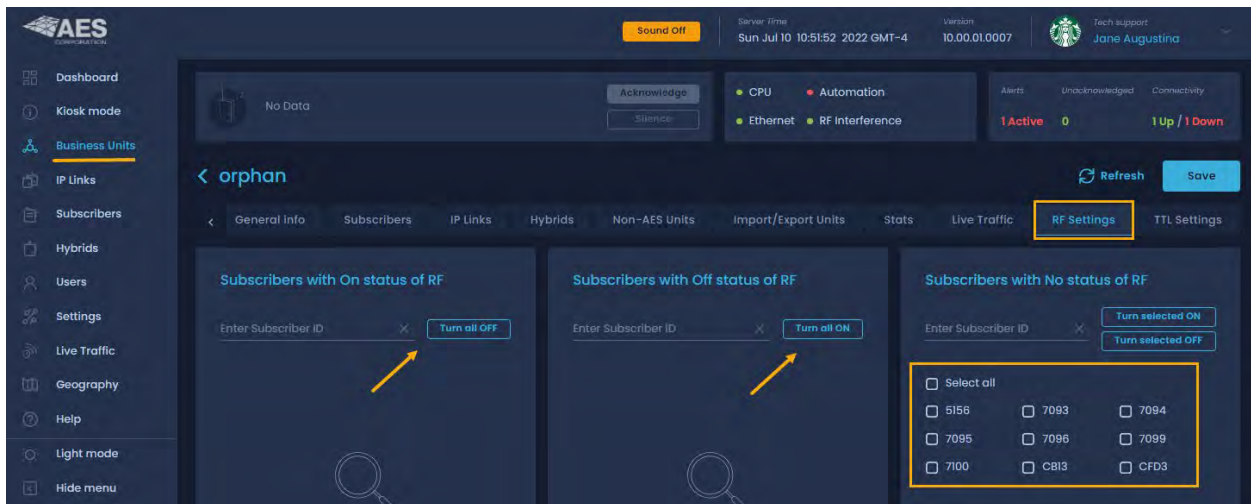 AES
CORPORATION
Sound Off
Server Time
Sun Jul 10 10:51:52 2022 GMT-4
Version
10.00.01.0007
Tech support
Jane Augustina
Dashboard
Kiosk mode
Business Units
IP Links
Subscribers
Hybrids
Users
Settings
Live Traffic
Geography
Help
Light mode
Hide menu
No Data
Acknowledge
Silence
CPU
Automation
Ethernet
RF Interference
Alerts
Unacknowledged
Connectivity
1 Active
0
1 Up / 1 Down
orphan
Refresh
Save
General info
Subscribers
IP Links
Hybrids
Non-AES Units
Import/Export Units
Stats
Live Traffic
RF Settings
TTL Settings
Subscribers with On status of RF
Enter Subscriber ID
Turn all OFF
Subscribers with Off status of RF
Enter Subscriber ID
Turn all ON
Subscribers with No status of RF
Enter Subscriber ID
Turn selected ON
Turn selected OFF
Select all
5156 7093 7094
7095 7096 7099
7100 CB13 CFD3